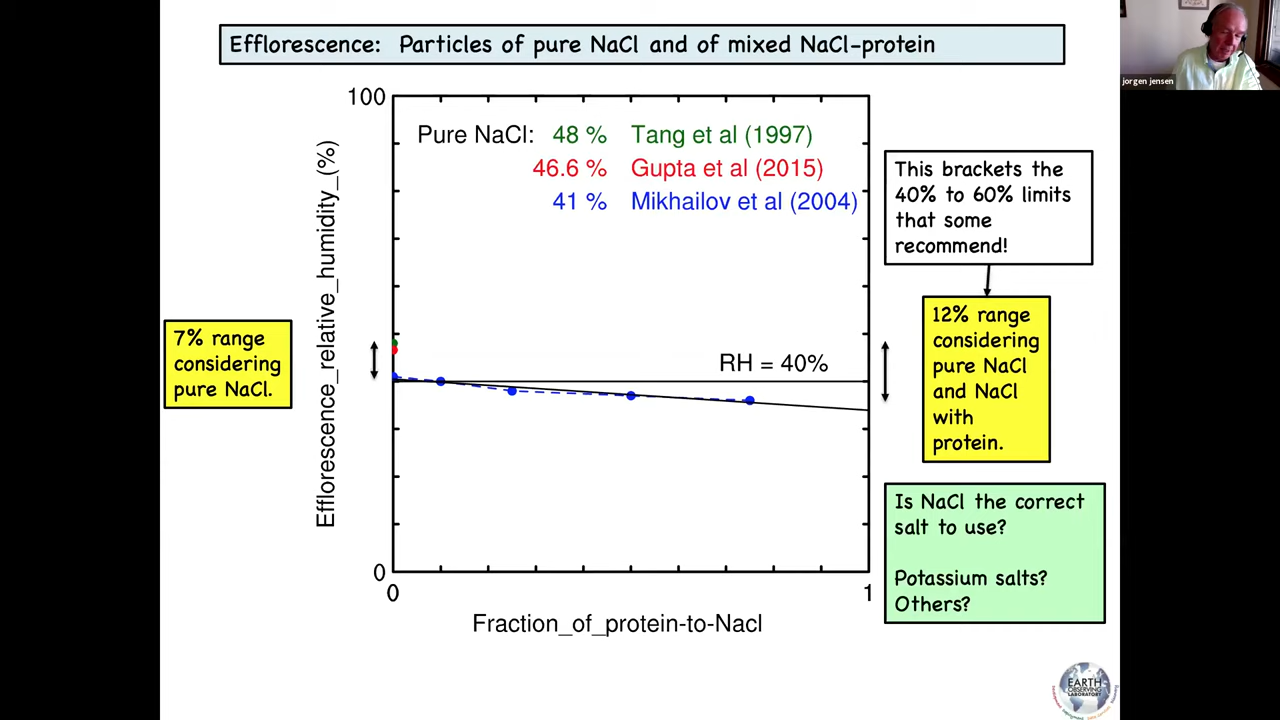 Efflorescence: Particles of pure NaCl and of mixed NaCl-protein
jorgen jensen
100
Efflorescence_relative_humidity_(%)
Pure NaCl: 48 % Tang et al (1997)
46.6 % Gupta et al (2015)
41 % Mikhailov et al (2004)
RH = 40%
0
0
1
Fraction_of_protein-to-Nacl
7% range
considering
pure NaCl.
This brackets the
40% to 60% limits
that some
recommend!
12% range
considering
pure NaCl
and NaCl
with
protein.
Is NaCl the correct
salt to use?
Potassium salts?
Others?
EARTH
OBSERVING
LABORATORY